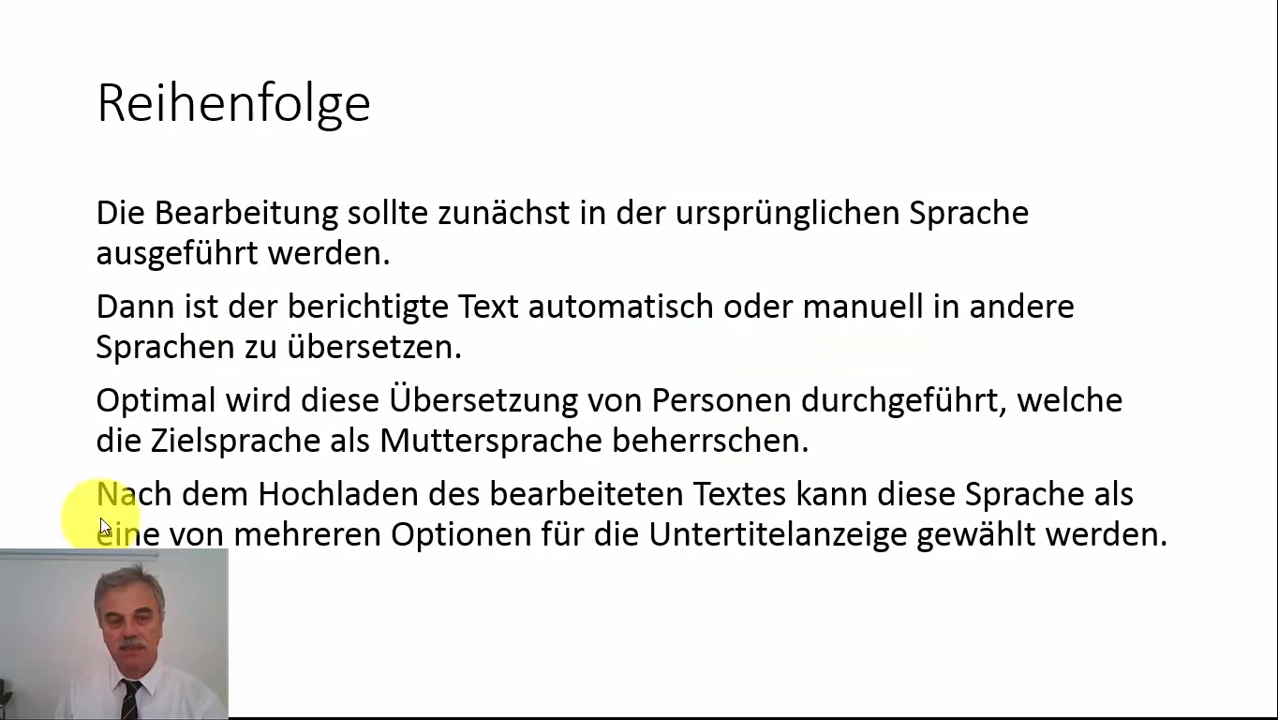 Reihenfolge
Die Bearbeitung sollte zunächst in der ursprünglichen Sprache
ausgeführt werden.
Dann ist der berichtigte Text automatisch oder manuell in andere
Sprachen zu übersetzen.
Optimal wird diese Übersetzung von Personen durchgeführt, welche
die Zielsprache als Muttersprache beherrschen.
Nach dem Hochladen des bearbeiteten Textes kann diese Sprache als
eine von mehreren Optionen für die Untertitelanzeige gewählt werden.